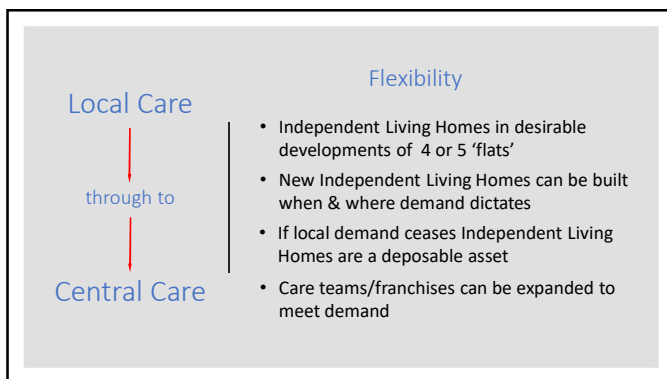 Local Care
through to
Central Care
Flexibility
• Independent Living Homes in desirable
developments of 4 or 5 ‘flats’
• New Independent Living Homes can be built
when & where demand dictates
• If local demand ceases Independent Living
Homes are a deposable asset
• Care teams/franchises can be expanded to
meet demand